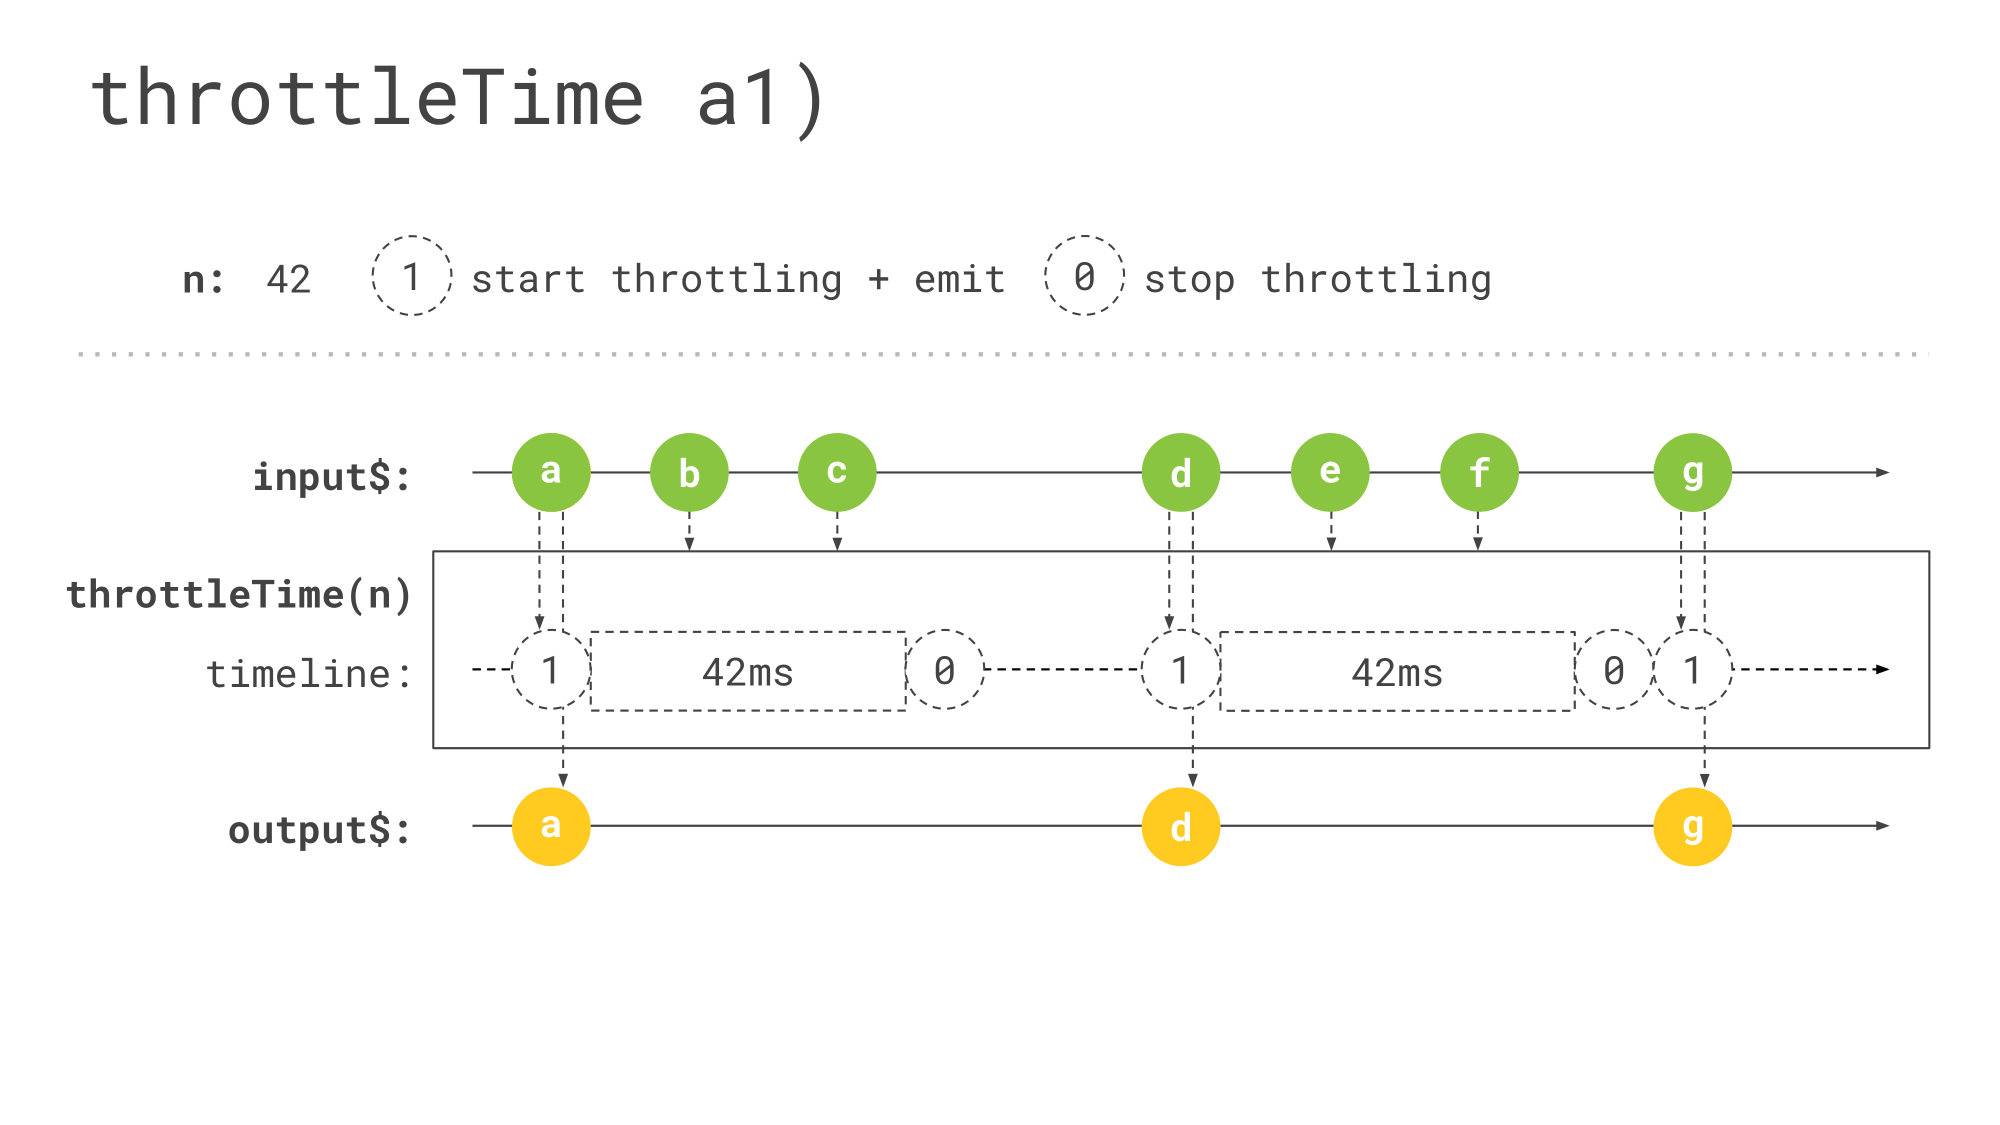 throttleTime a1)
n: 42 1 start throttling + emit 0 stop throttling
input$: a b c d e f g
throttleTime(n)
timeline: 1 42ms 0 1 42ms 0 1
output$: a d g